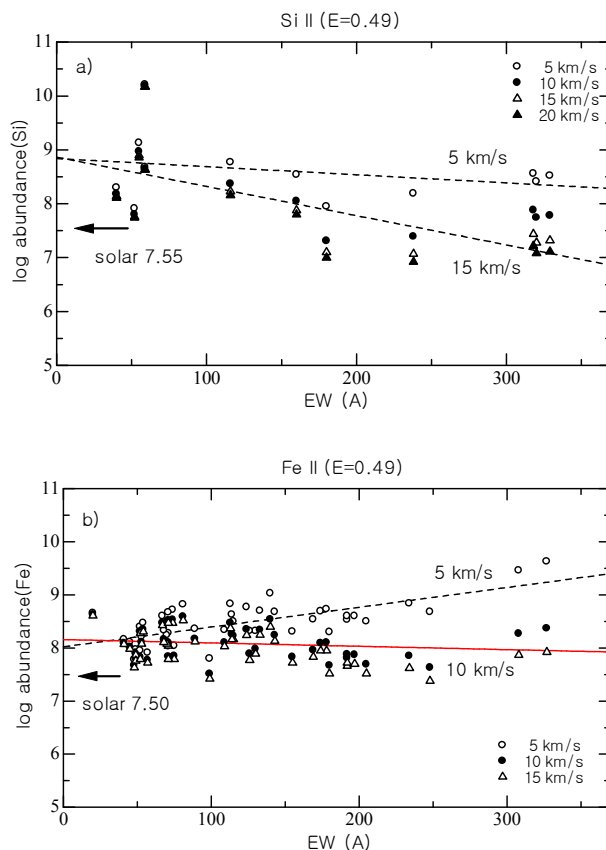 Si II (E=0.49)
a)
5 km/s
10 km/s
15 km/s
20 km/s
5 km/s
15 km/s
solar 7.55
log abundance(Si)
11
10
9
8
7
6
5
0 100 200 300
EW (A)
Fe II (E=0.49)
b)
5 km/s
10 km/s
solar 7.50
5 km/s
10 km/s
15 km/s
log abundance(Fe)
11
10
9
8
7
6
5
0 100 200 300
EW (A)